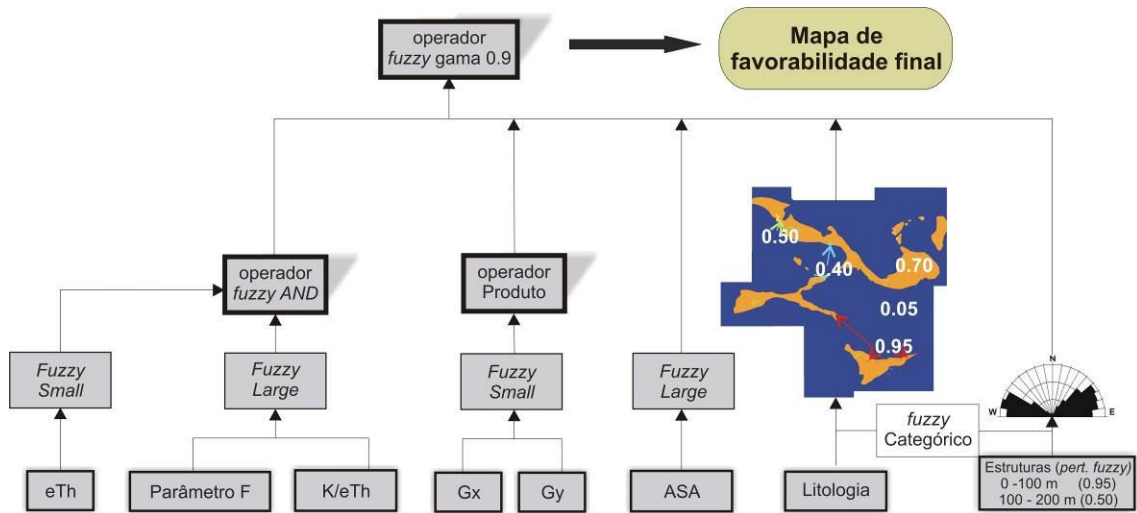 operador
fuzzy gama 0.9
Mapa de
favorabilidade final
0.50
0.40
0.70
0.05
0.95
operador
fuzzy AND
operador
Produto
Fuzzy
Small
Fuzzy
Large
Fuzzy
Small
Fuzzy
Large
N
W
E
fuzzy
Categórico
eTh
Parâmetro F
K/eTh
Gx
Gy
ASA
Litologia
Estruturas (pert. fuzzy)
0 -100 m (0.95)
100 - 200 m (0.50)